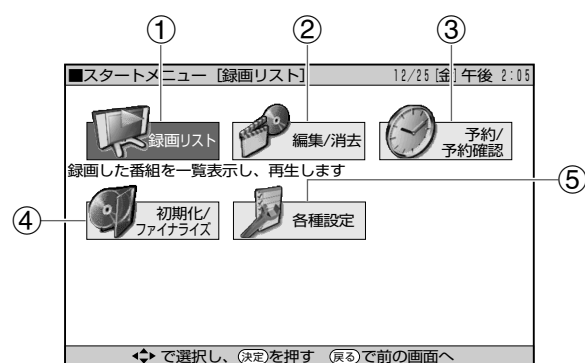 ① ② ③
■スタートメニュー [録画リスト] 12/25[金]午後 2:05
録画リスト
編集/消去
予約/
予約確認
録画した番組を一覧表示し、再生します
⑤
④
初期化/
ファイナライズ
各種設定
で選択し、決定を押す 戻るで前の画面へ